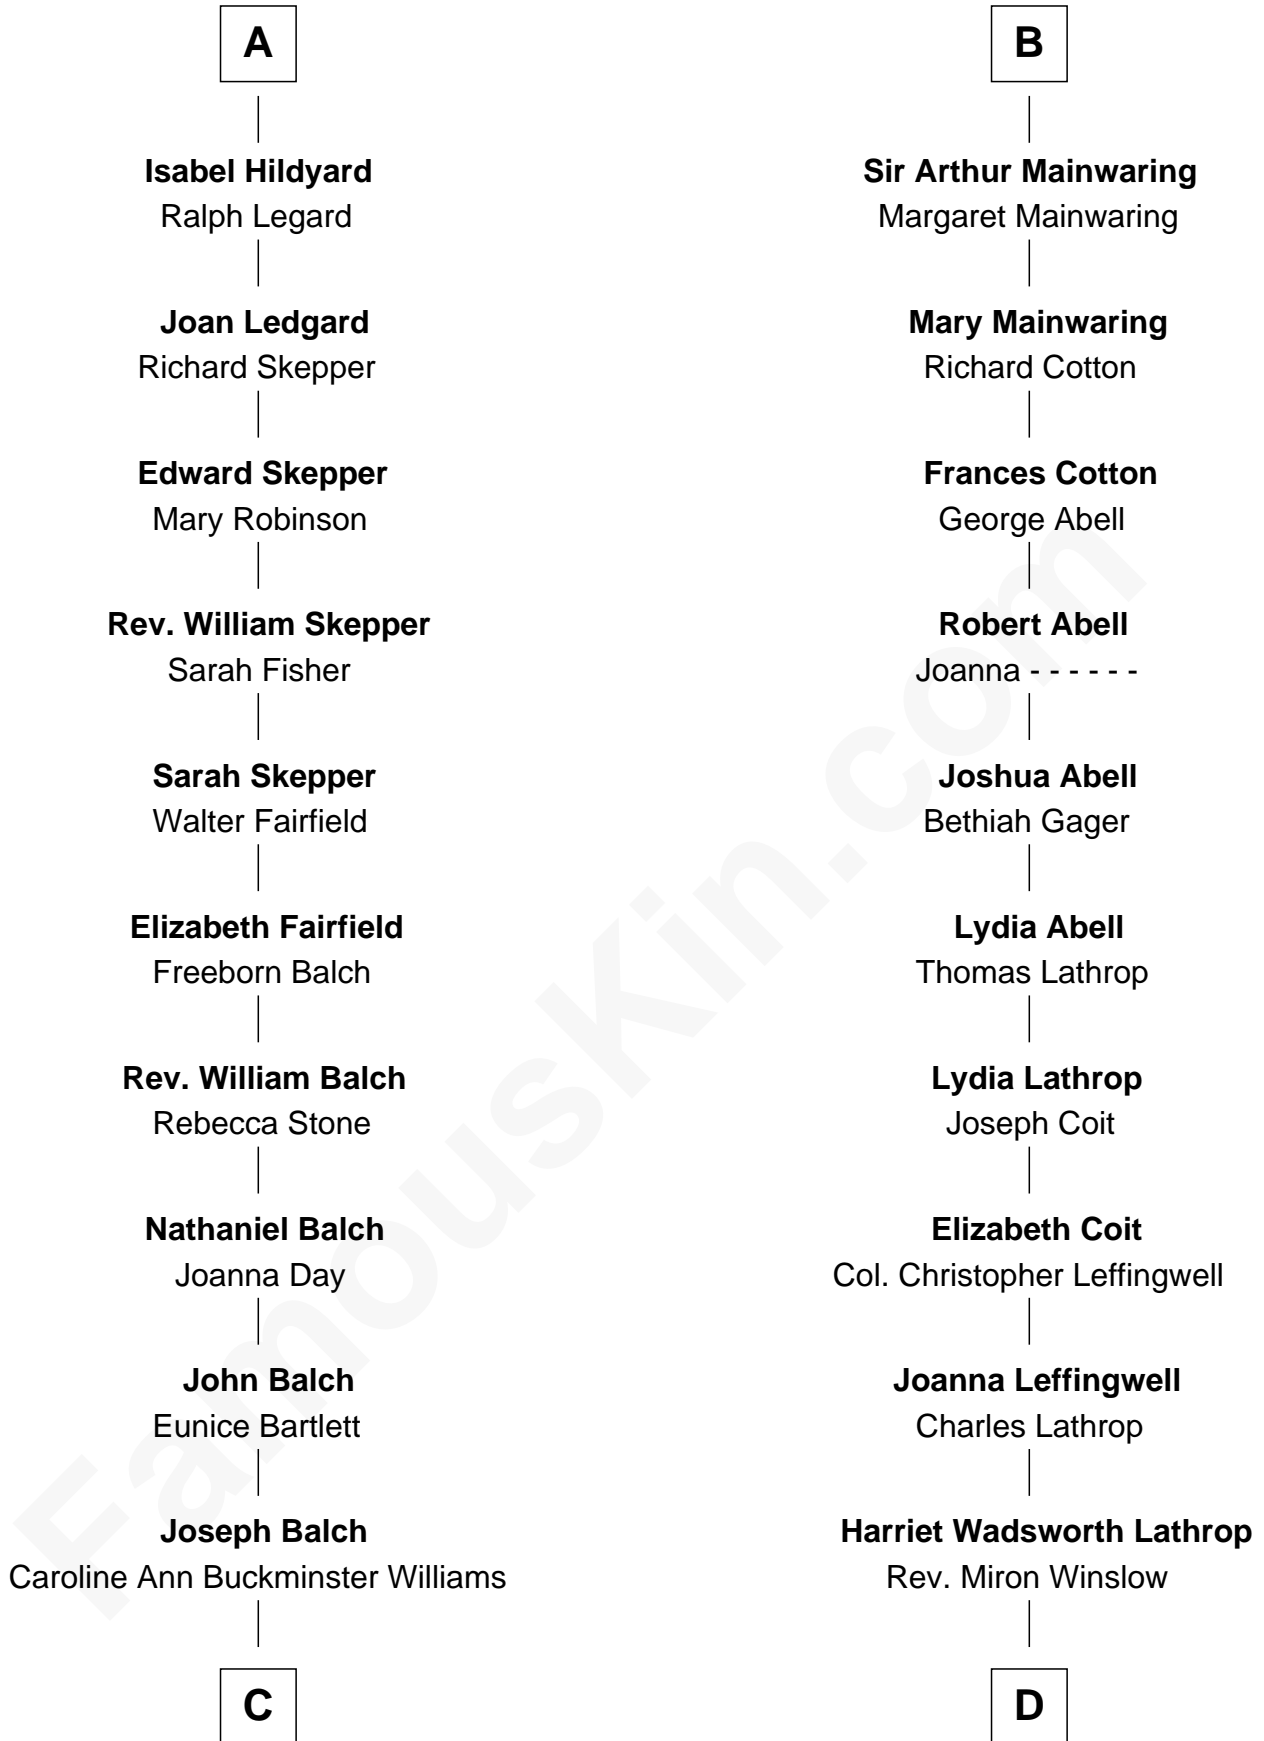 A
Isabel Hildyard
Ralph Legard
Joan Ledgard
Richard Skepper
Edward Skepper
Mary Robinson
Rev. William Skepper
Sarah Fisher
Sarah Skepper
Walter Fairfield
Elizabeth Fairfield
Freeborn Balch
Rev. William Balch
Rebecca Stone
Nathaniel Balch
Joanna Day
John Balch
Eunice Bartlett
Joseph Balch
Caroline Ann Buckminster Williams
C
B
Sir Arthur Mainwaring
Margaret Mainwaring
Mary Mainwaring
Richard Cotton
Frances Cotton
George Abell
Robert Abell
Joanna - - - - - -
Joshua Abell
Bethiah Gager
Lydia Abell
Thomas Lathrop
Lydia Lathrop
Joseph Coit
Elizabeth Coit
Col. Christopher Leffingwell
Joanna Leffingwell
Charles Lathrop
Harriet Wadsworth Lathrop
Rev. Miron Winslow
D
FamousKin.com